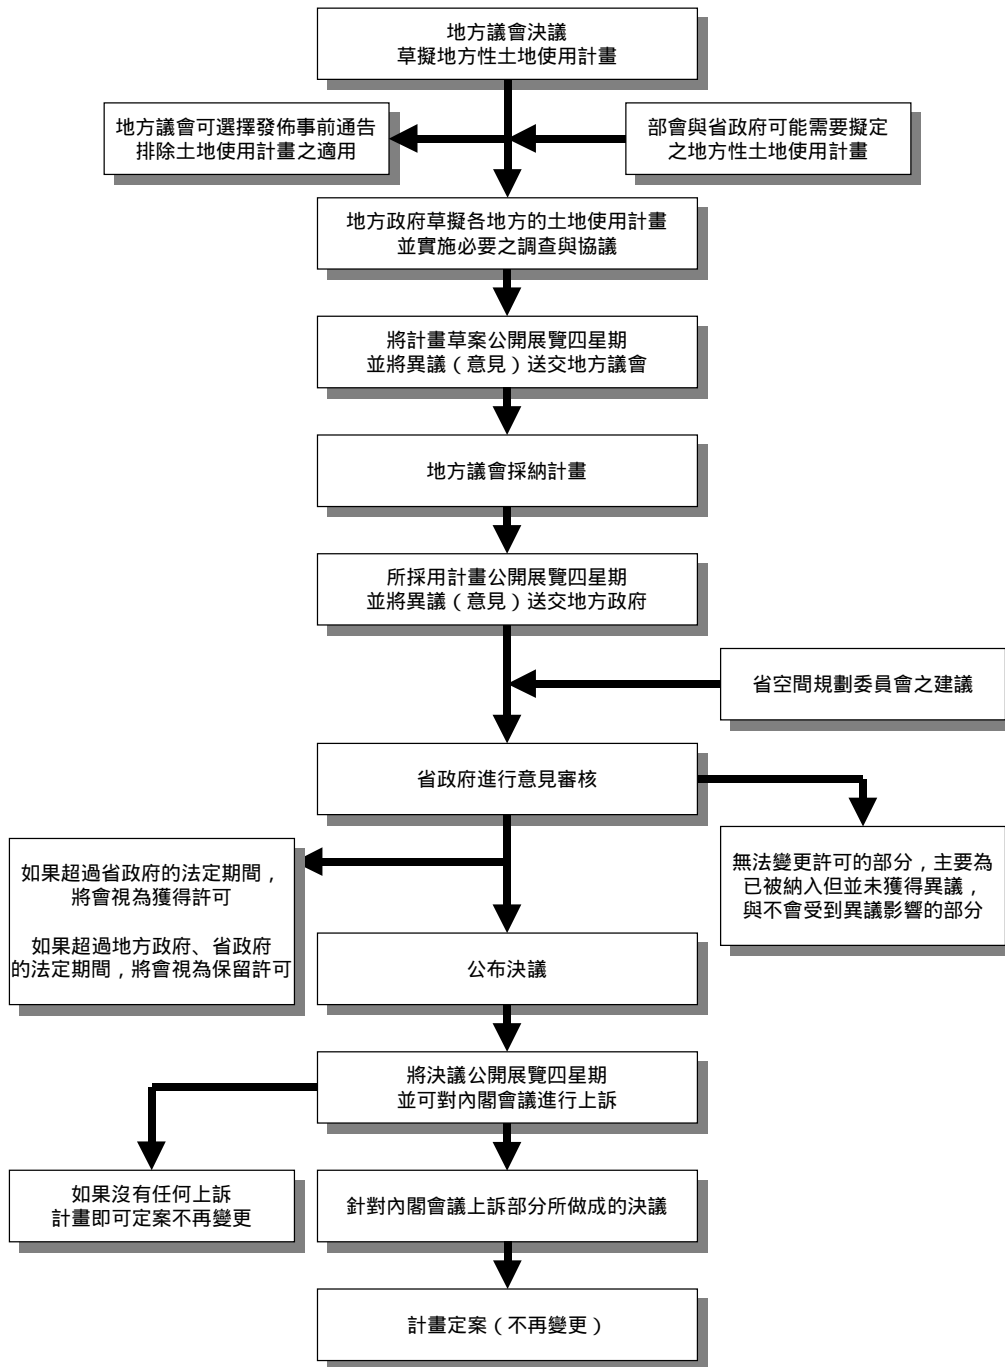 地方議會決議
草擬地方性土地使用計畫
地方議會可選擇發佈事前通告
排除土地使用計畫之適用
部會與省政府可能需要擬定
之地方性土地使用計畫
地方政府草擬各地方的土地使用計畫
並實施必要之調查與協議
將計畫草案公開展覽四星期
並將異議（意見）送交地方議會
地方議會採納計畫
所採用計畫公開展覽四星期
並將異議（意見）送交地方政府
省空間規劃委員會之建議
省政府進行意見審核
如果超過省政府的法定期間，
將會視為獲得許可
如果超過地方政府、省政府
的法定期間，將會視為保留許可
無法變更許可的部分，主要為
已被納入但並未獲得異議，
與不會受到異議影響的部分
公布決議
將決議公開展覽四星期
並可對內閣會議進行上訴
如果沒有任何上訴
計畫即可定案不再變更
針對內閣會議上訴部分所做成的決議
計畫定案（不再變更）